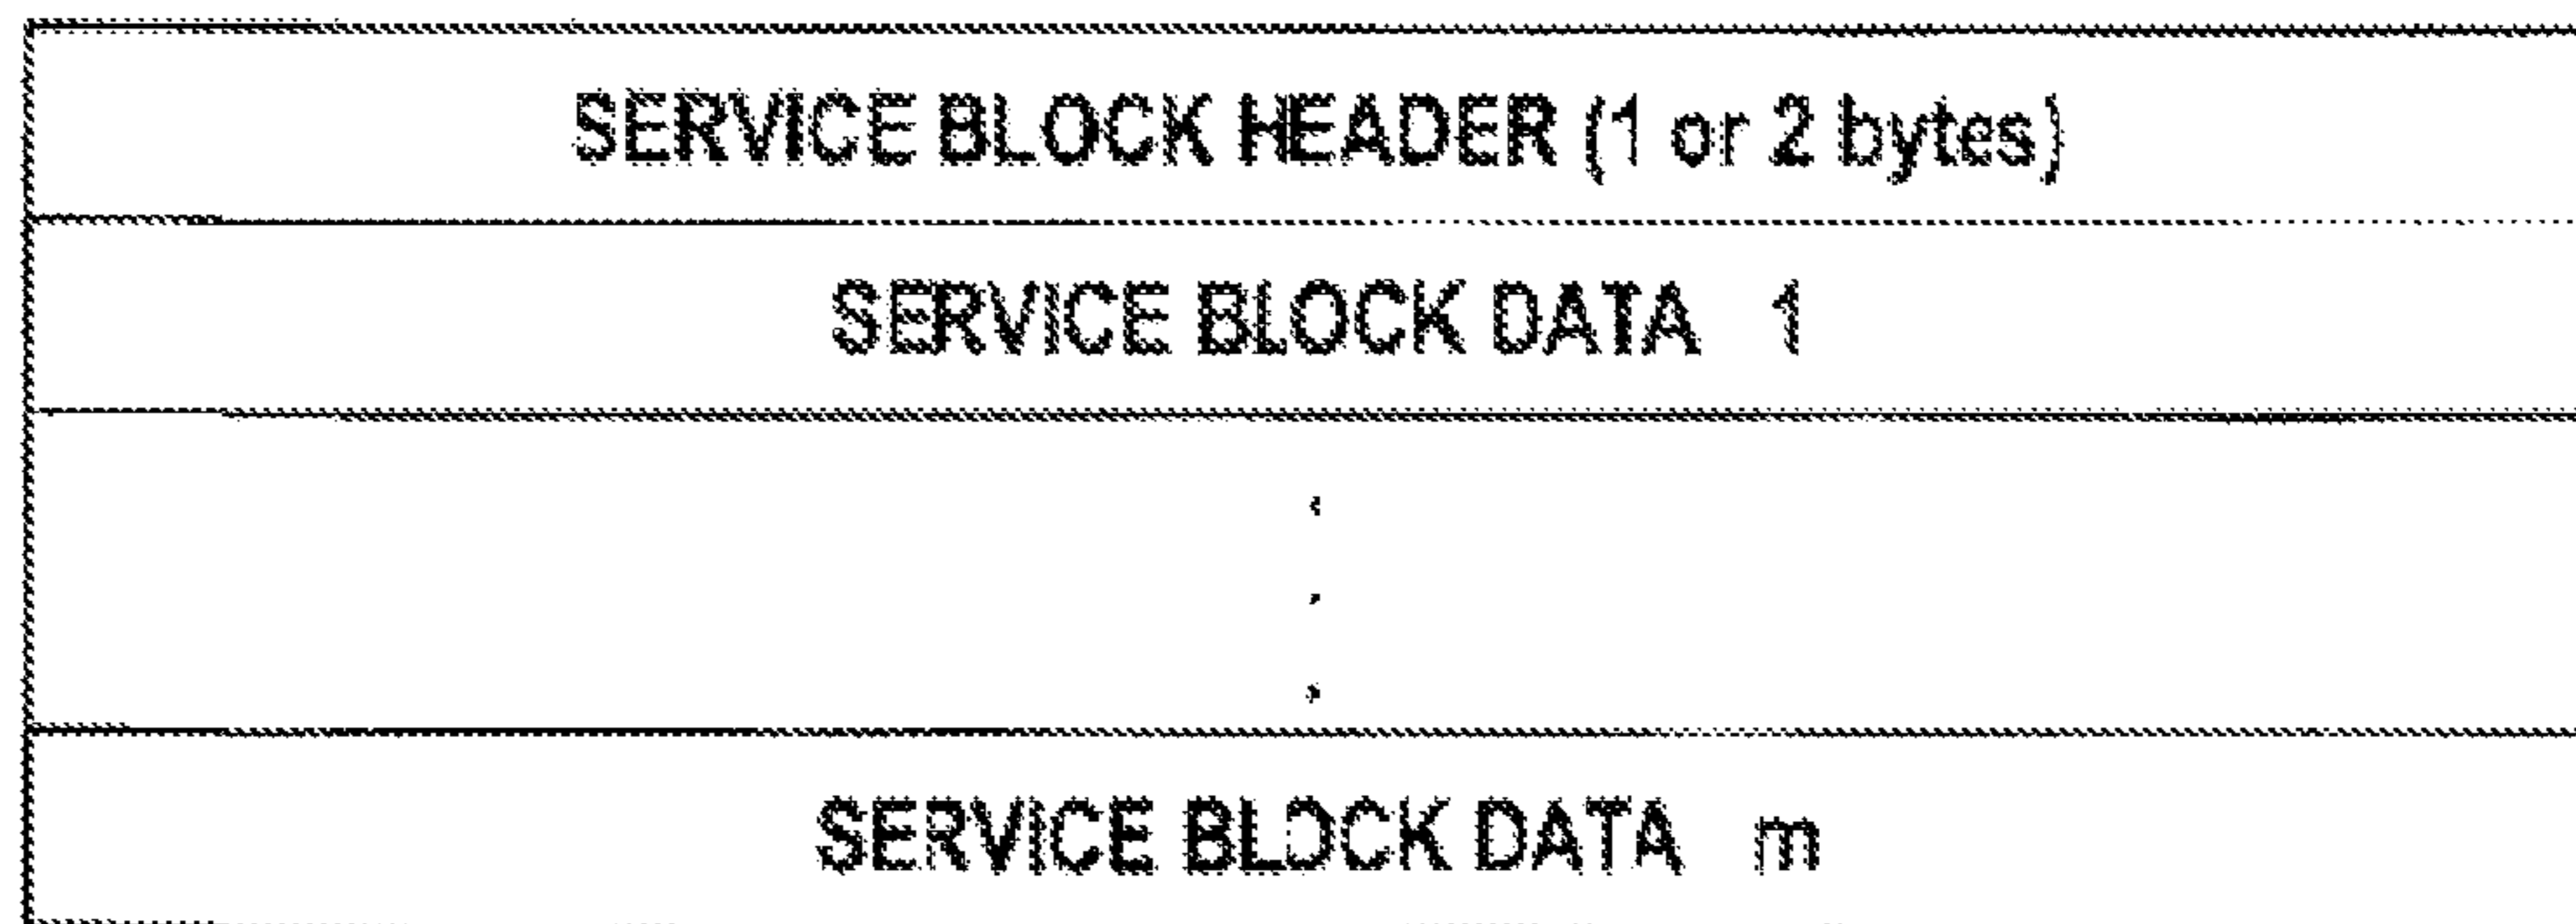 SERVICE BLOCK HEADER (1 or 2 bytes)
SERVICE BLOCK DATA 1
SERVICE BLOCK DATA m